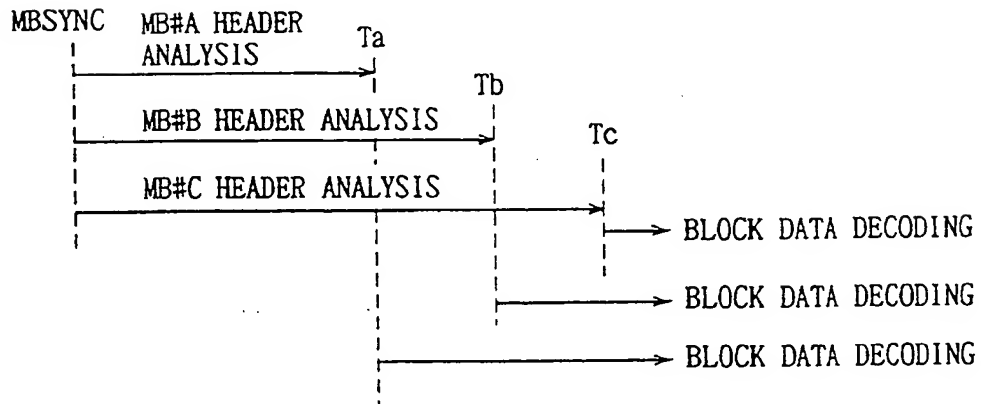 MBSYNC
MB#A HEADER
ANALYSIS
Ta
Tb
MB#B HEADER ANALYSIS
Tc
MB#C HEADER ANALYSIS
BLOCK DATA DECODING
BLOCK DATA DECODING
BLOCK DATA DECODING